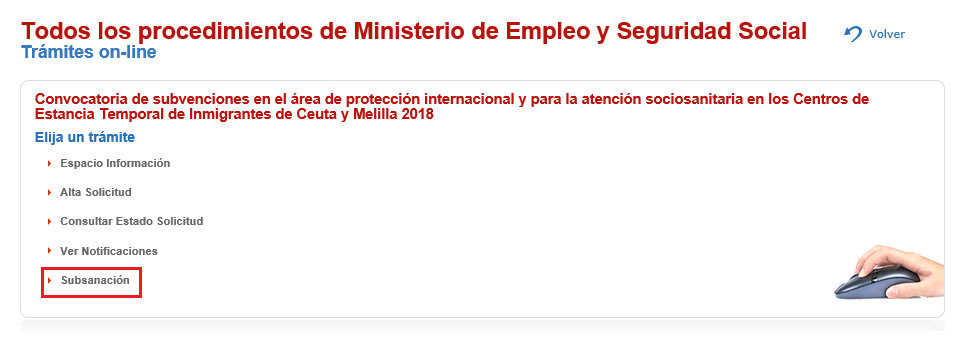 Todos los procedimientos de Ministerio de Empleo y Seguridad Social
Volver
Trámites on-line
Convocatoria de subvenciones en el área de protección internacional y para la atención sociosanitaria en los Centros de
Estancia Temporal de Inmigrantes de Ceuta y Melilla 2018
Elija un trámite
Espacio Información
Alta Solicitud
Consultar Estado Solicitud
Ver Notificaciones
Subsanación